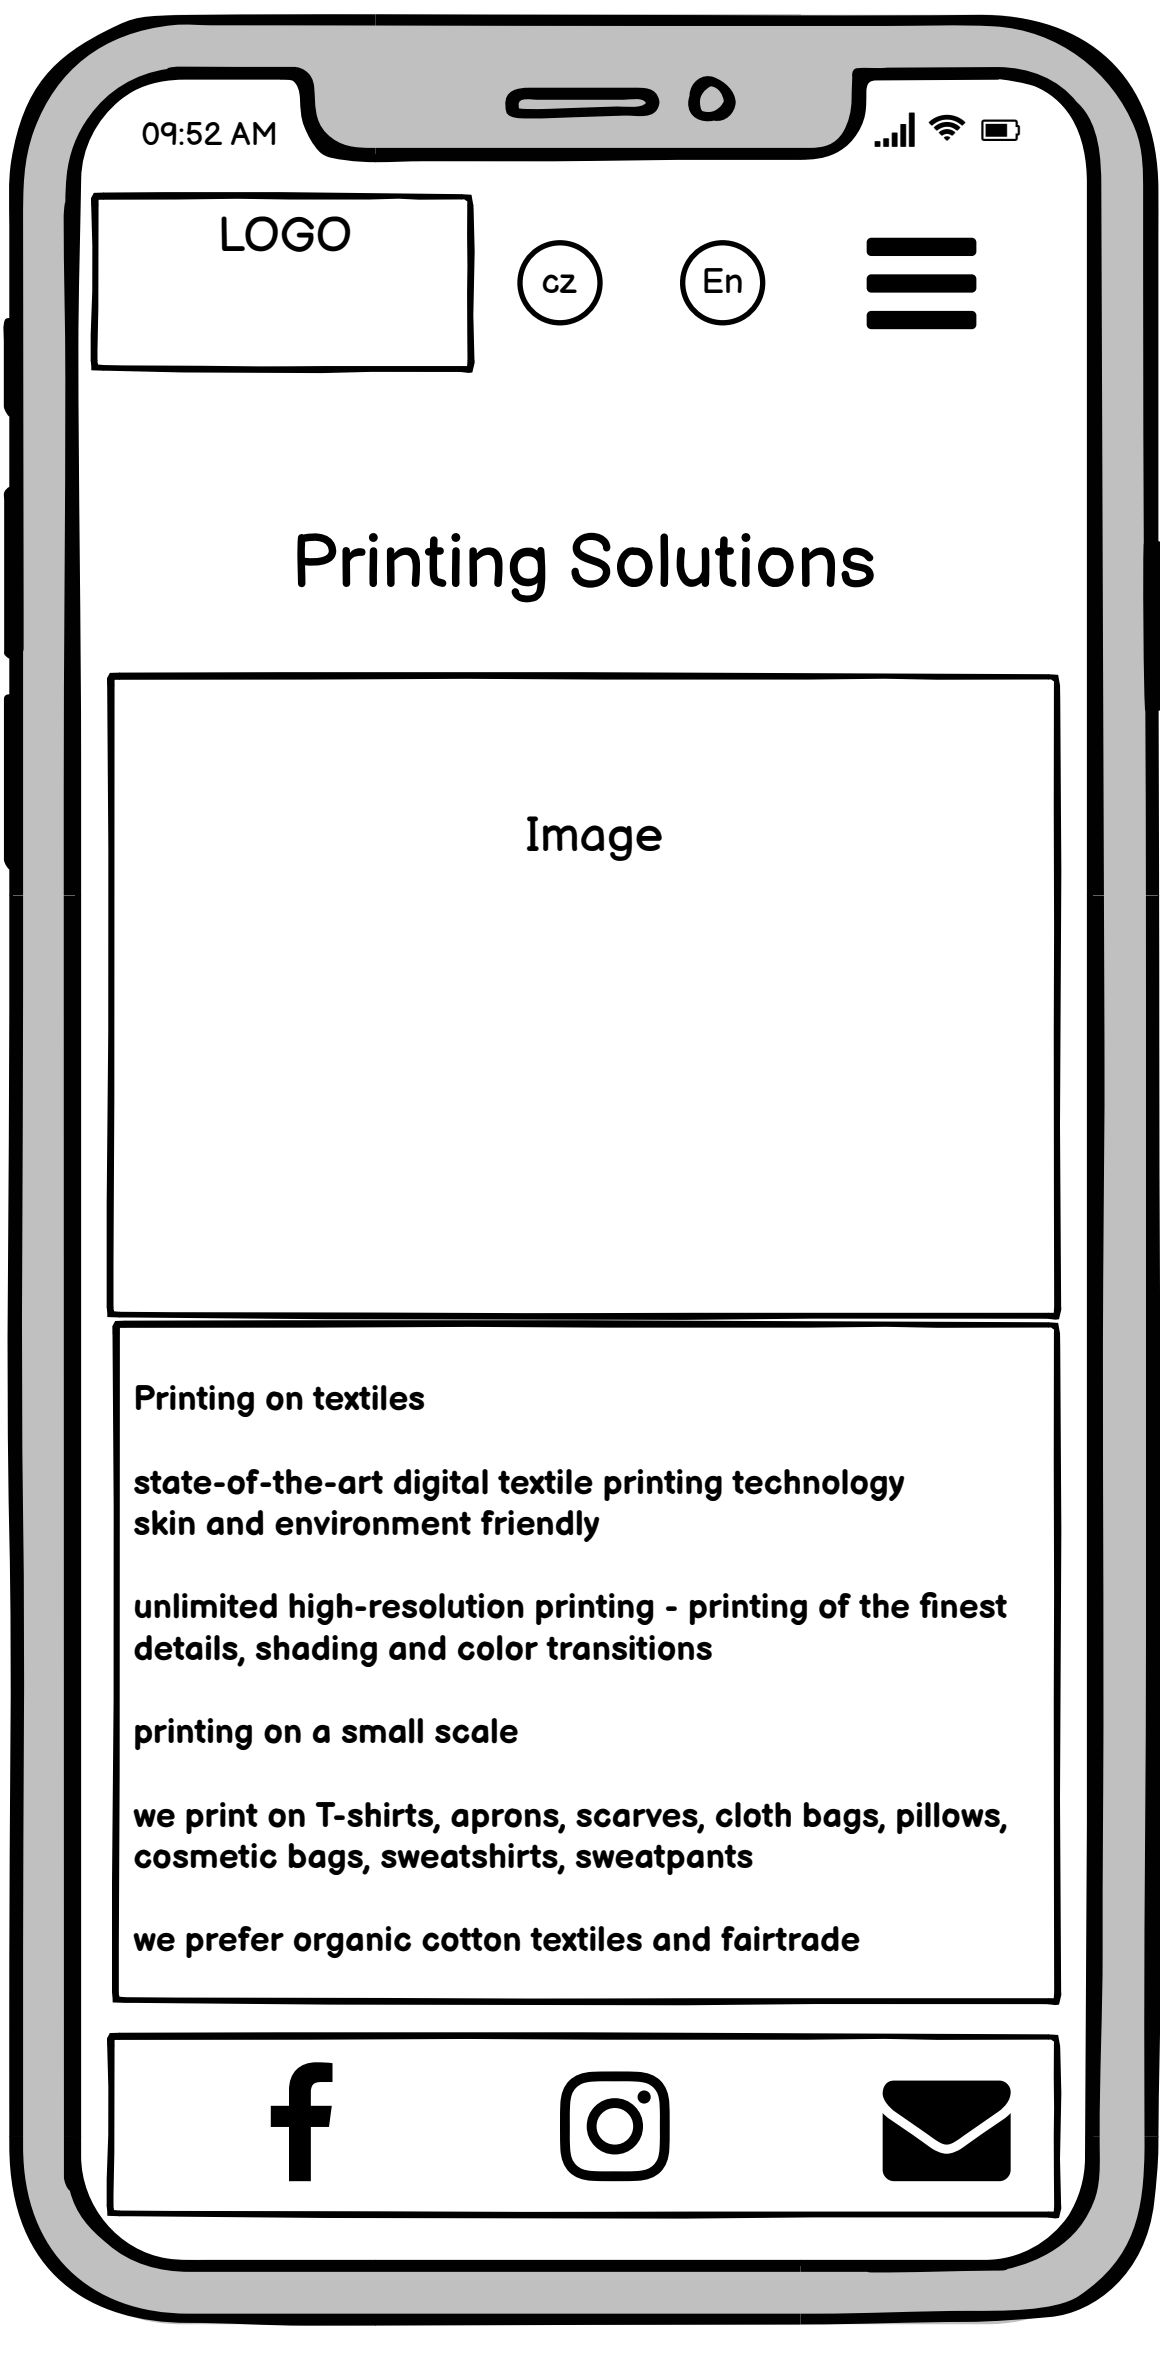 09:52 AM
LOGO
cz
En
Printing Solutions
Image
Printing on textiles
state-of-the-art digital textile printing technology
skin and environment friendly
unlimited high-resolution printing - printing of the finest
details, shading and color transitions
printing on a small scale
we print on T-shirts, aprons, scarves, cloth bags, pillows,
cosmetic bags, sweatshirts, sweatpants
we prefer organic cotton textiles and fairtrade